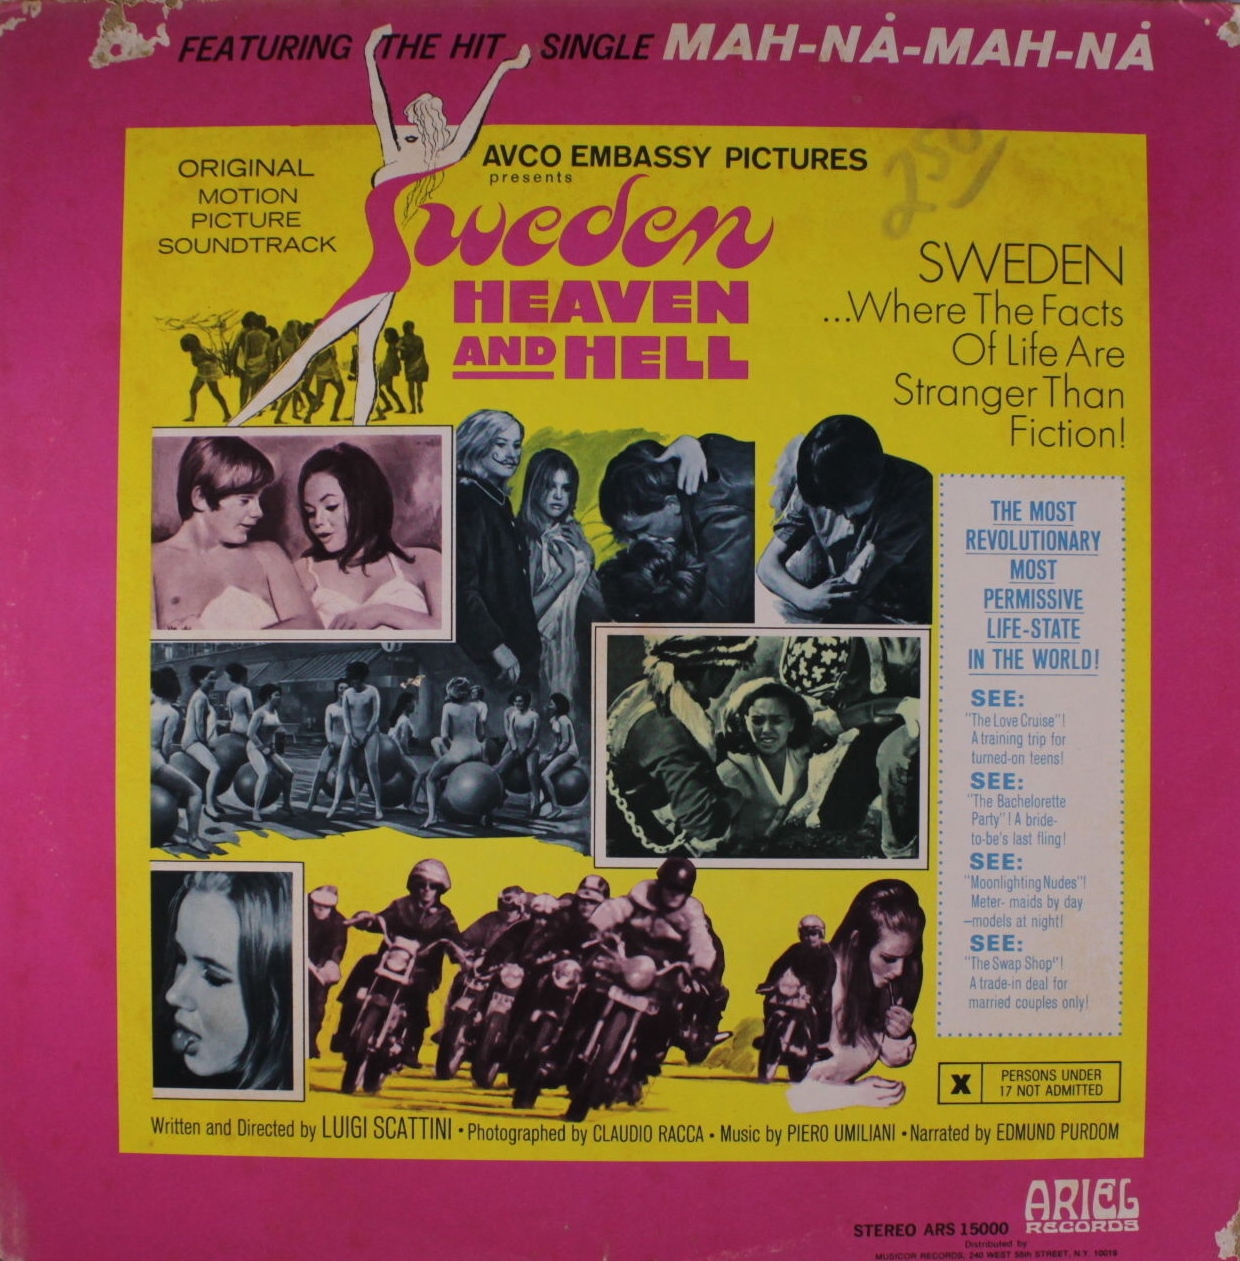 FEATURING THE HIT SINGLE MAH-NÅ-MAH-NÅ
ORIGINAL
MOTION
PICTURE
SOUNDTRACK
AVCO EMBASSY PICTURES
presents
Sweden
HEAVEN
AND HELL
250
SWEDEN
...Where The Facts
Of Life Are
Stranger Than
Fiction!
THE MOST
REVOLUTIONARY
MOST
PERMISSIVE
LIFE-STATE
IN THE WORLD!
SEE:
"The Love Cruise"!
A training trip for
turned-on teens!
SEE:
"The Bachelorette
Party"! A bride-
to-be's last fling!
SEE:
"Moonlighting Nudes"!
Meter- maids by day
—models at night!
SEE:
"The Swap Shop"!
A trade-in deal for
married couples only!
X PERSONS UNDER
17 NOT ADMITTED
Written and Directed by LUIGI SCATTINI • Photographed by CLAUDIO RACCA • Music by PIERO UMILIANI • Narrated by EDMUND PURDOM
ARIEL
RECORDS
STEREO ARS 15000
Distributed by
MUSICOR RECORDS, 240 WEST 55th STREET, N.Y. 10019